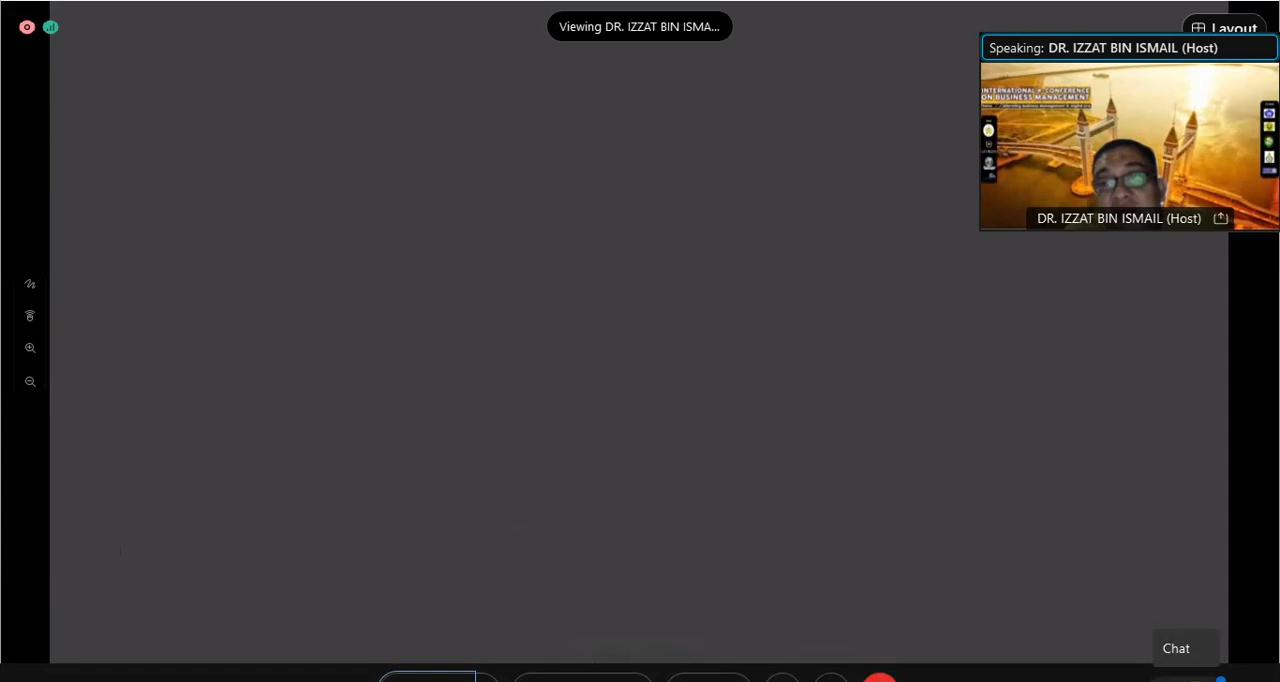 Viewing DR. IZZAT BIN ISMA...
Layout
Speaking: DR. IZZAT BIN ISMAIL (Host)
INTERNATIONAL e-CONFERENCE
ON BUSINESS MANAGEMENT
DR. IZZAT BIN ISMAIL (Host)
Chat